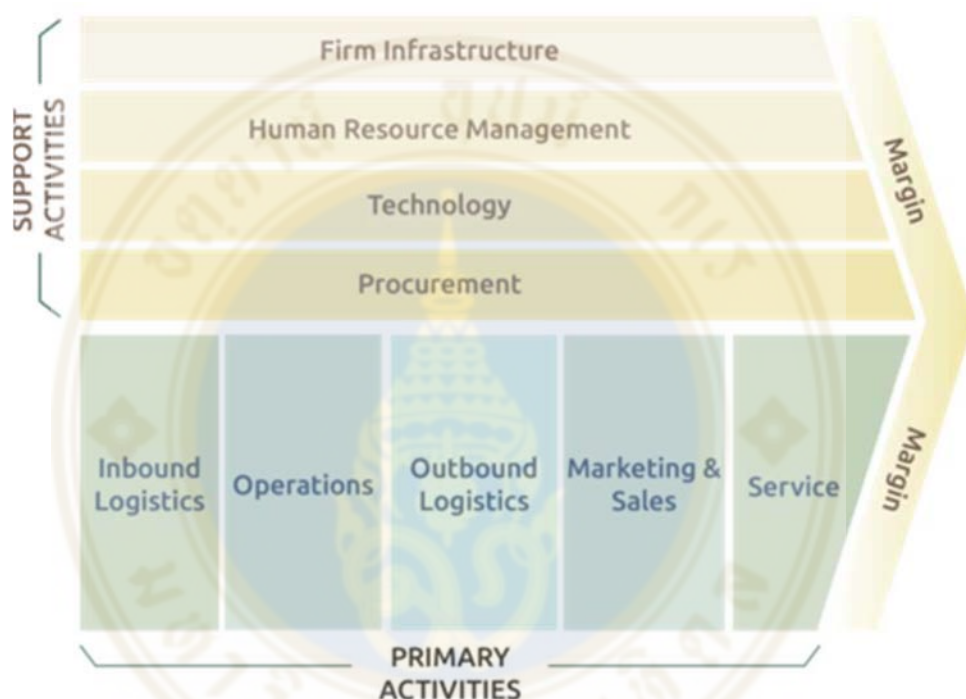 SUPPORT
ACTIVITIES
Firm Infrastructure
Human Resource Management
Technology
Procurement
Margin
Inbound
Logistics
Operations
Outbound
Logistics
Marketing &
Sales
Service
Margin
PRIMARY
ACTIVITIES